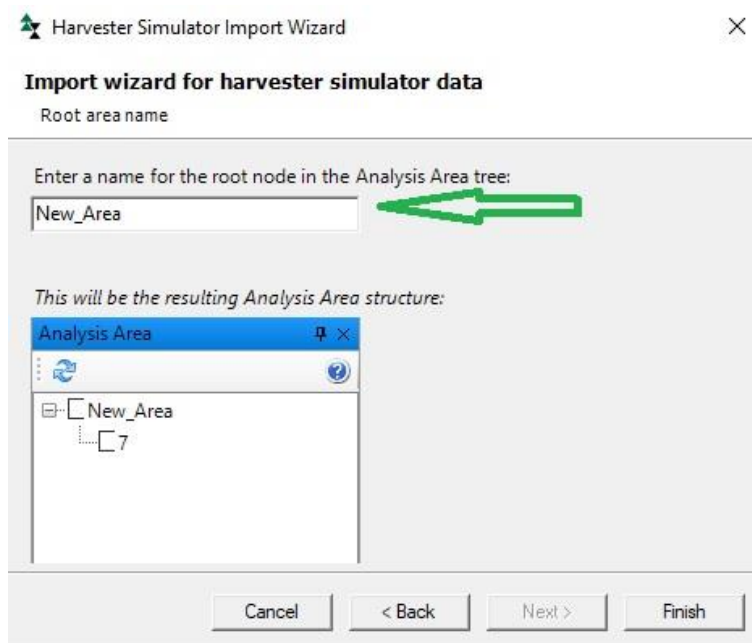 Harvester Simulator Import Wizard
Import wizard for harvester simulator data
Root area name
Enter a name for the root node in the Analysis Area tree:
New_Area
This will be the resulting Analysis Area structure:
Analysis Area
New_Area
7
Cancel < Back Next > Finish